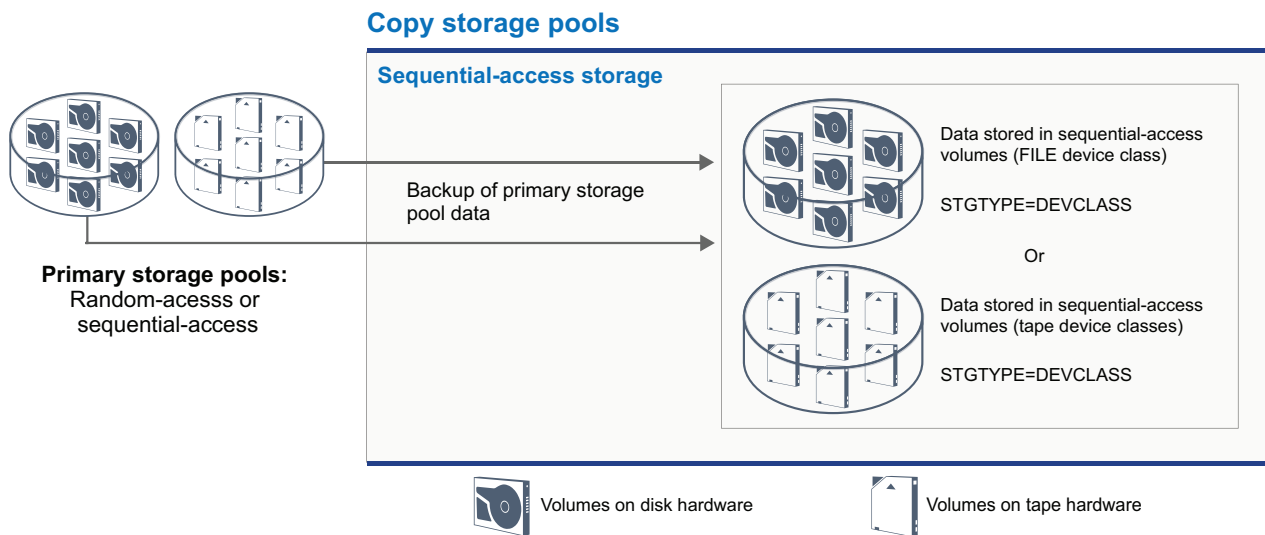 Copy storage pools
Sequential-access storage
Data stored in sequential-access
volumes (FILE device class)
STGTYPE=DEVCLASS
Or
Data stored in sequential-access
volumes (tape device classes)
STGTYPE=DEVCLASS
Backup of primary storage
pool data
Primary storage pools:
Random-acesss or
sequential-access
Volumes on disk hardware
Volumes on tape hardware